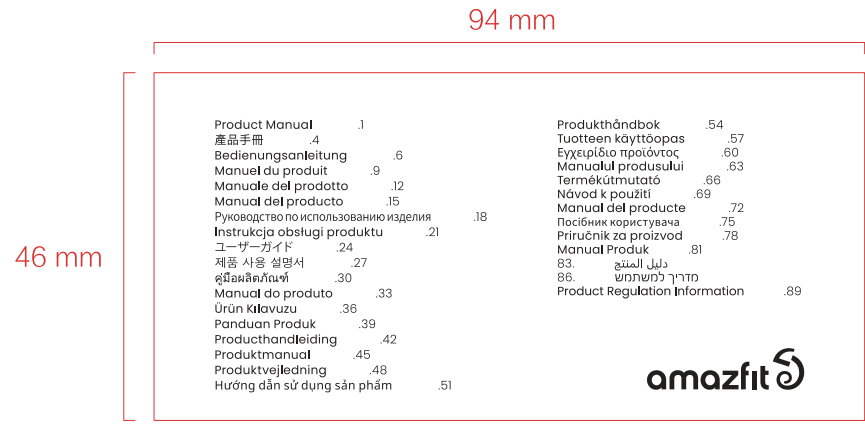 94 mm
46 mm
Product Manual .1
產品手冊 .4
Bedienungsanleitung .6
Manuel du produit .9
Manuale del prodotto .12
Manual del producto .15
Руководство по использованию изделия .18
Instrukcja obsługi produktu .21
ユーザーガイド .24
제품 사용 설명서 .27
คู่มือผลิตภัณฑ์ .30
Manual do produto .33
Ürün Kılavuzu .36
Panduan Produk .39
Producthandleiding .42
Produktmanual .45
Produktvejledning .48
Hướng dẫn sử dụng sản phẩm .51
Produkthåndbok .54
Tuotteen käyttöopas .57
Εγχειρίδιο προϊόντος .60
Manualul produsului .63
Termékútmutató .66
Návod k použití .69
Manual del producte .72
Посібник користувача .75
Priručnik za proizvod .78
Manual Produk .81
دليل المنتج .83
מדריך למשתמש .86
Product Regulation Information .89
amazfit